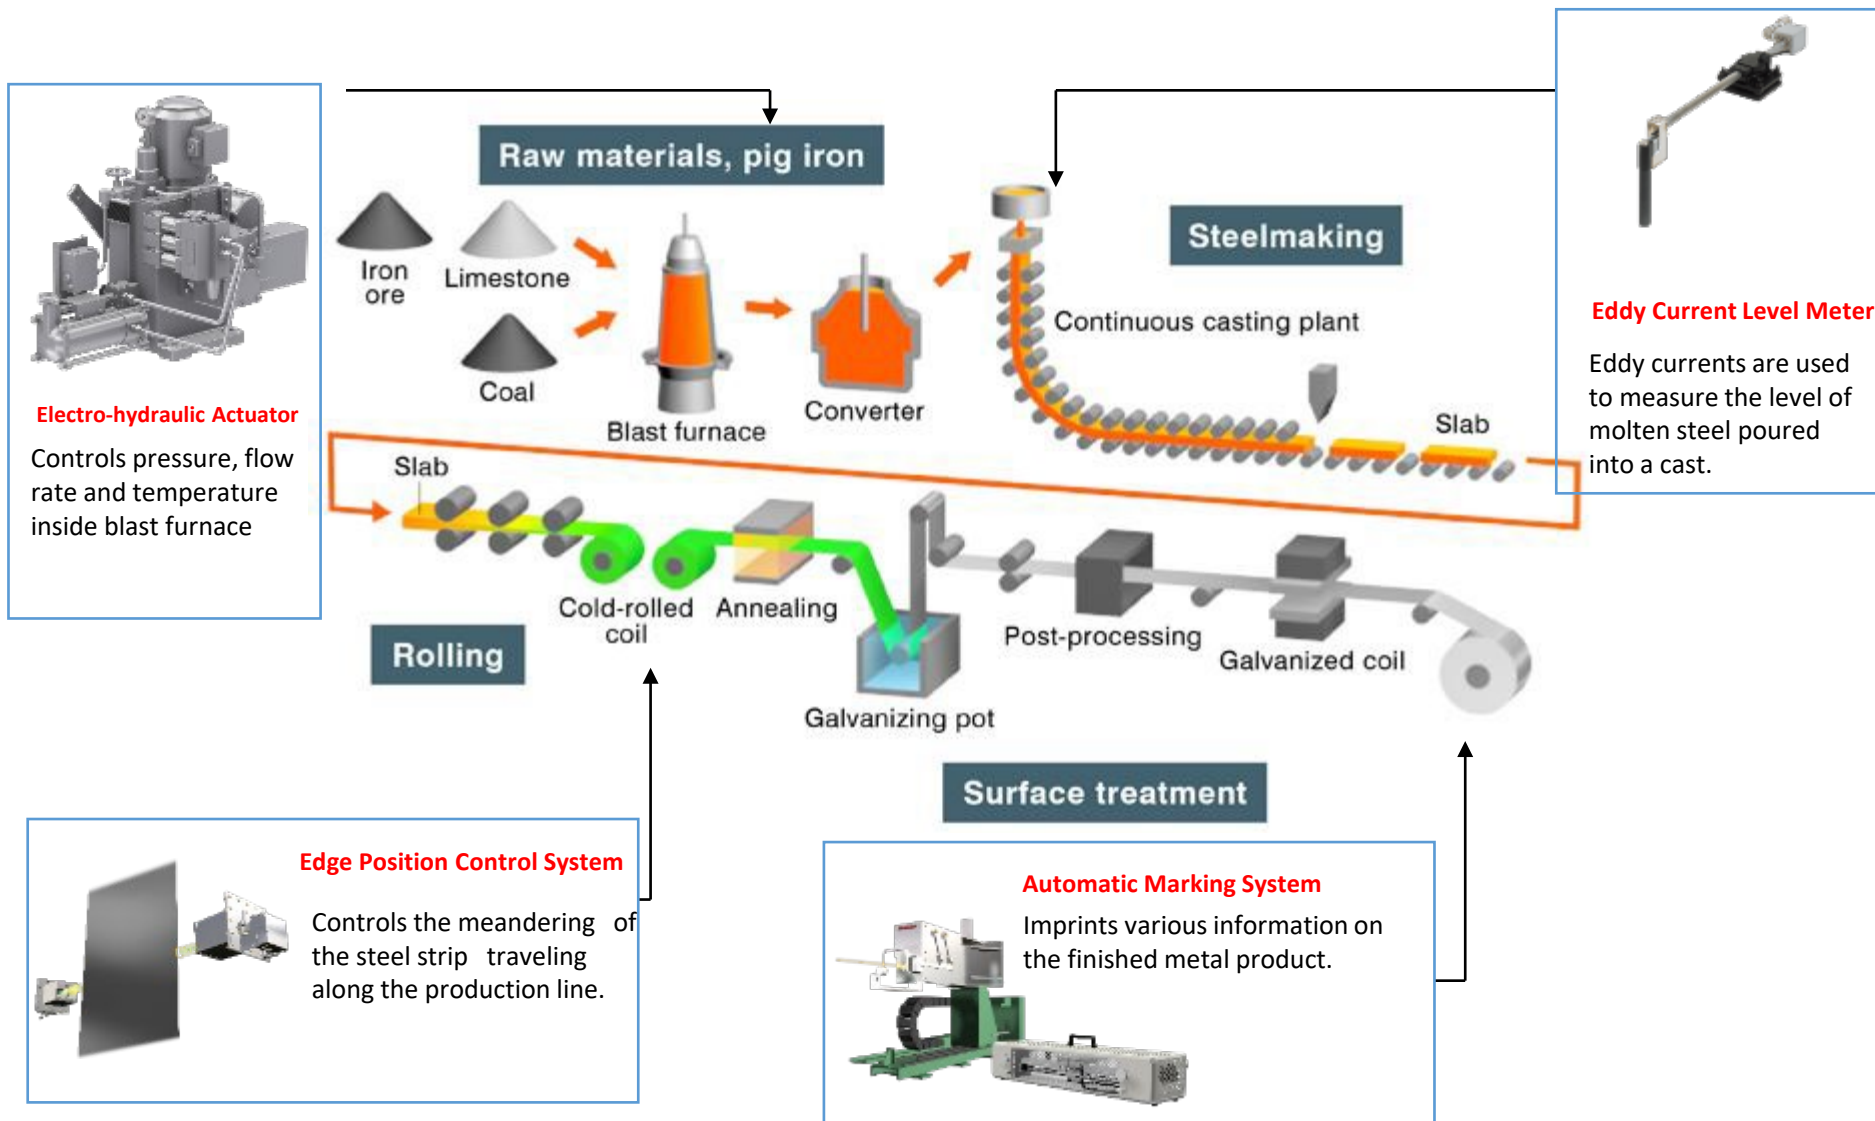 Raw materials, pig iron
Iron
ore
Limestone
Coal
Blast furnace
Converter
Steelmaking
Continuous casting plant
Slab
Electro-hydraulic Actuator
Controls pressure, flow
rate and temperature
inside blast furnace
Eddy Current Level Meter
Eddy currents are used
to measure the level of
molten steel poured
into a cast.
Slab
Rolling
Cold-rolled
coil
Annealing
Galvanizing pot
Post-processing
Galvanized coil
Surface treatment
Edge Position Control System
Controls the meandering of
the steel strip traveling
along the production line.
Automatic Marking System
Imprints various information on
the finished metal product.